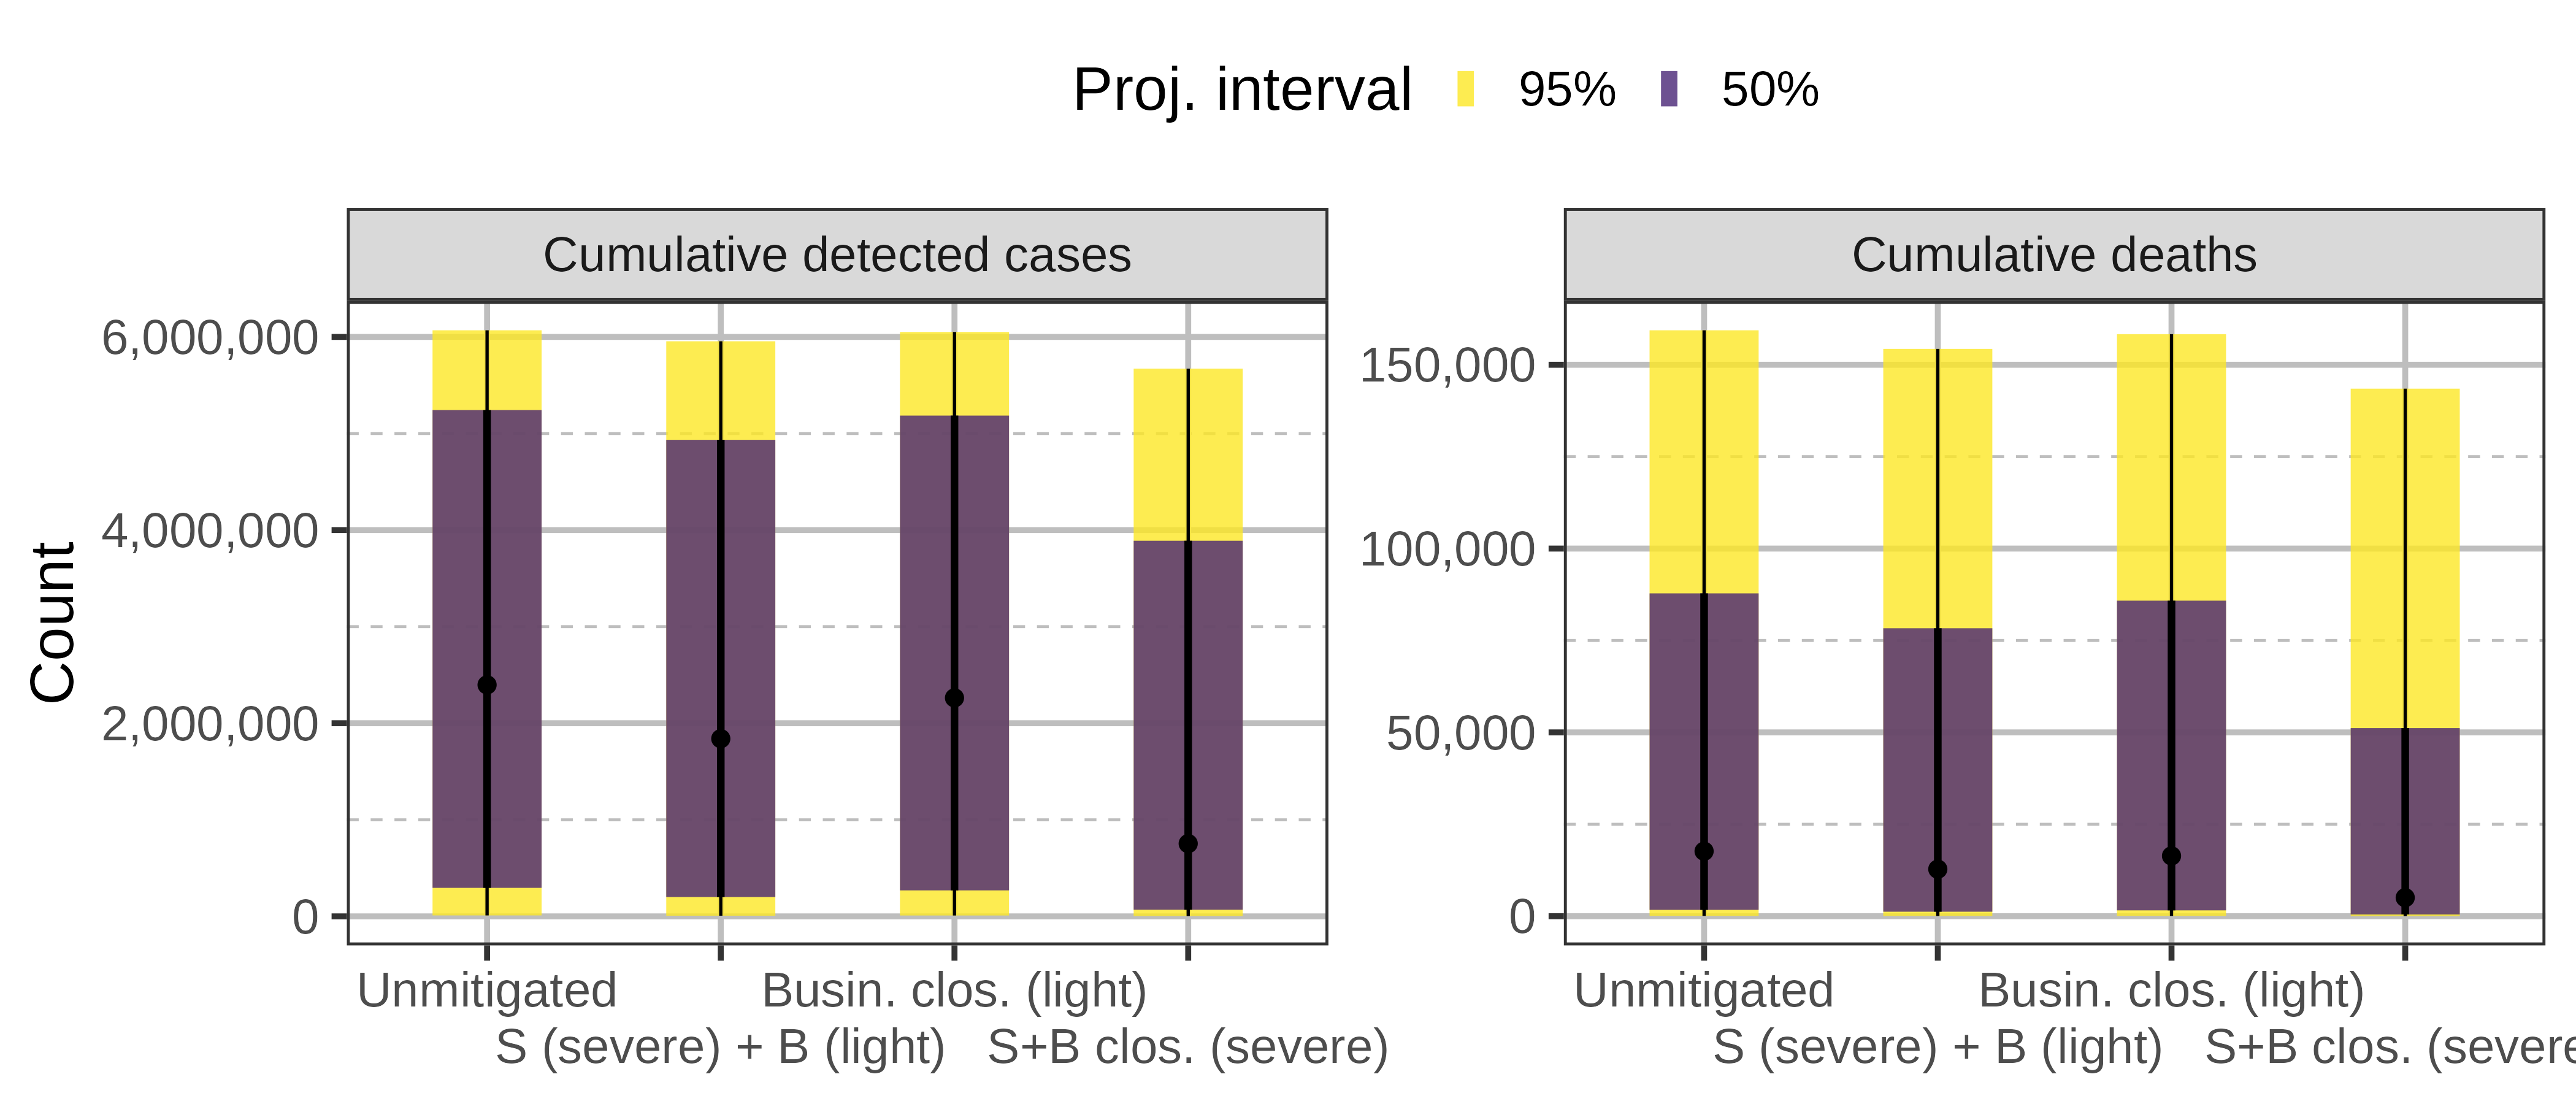 Proj. interval 95% 50%
Cumulative detected cases
Cumulative deaths
Count
6,000,000
4,000,000
2,000,000
0
150,000
100,000
50,000
0
Unmitigated Busin. clos. (light)
S (severe) + B (light) S+B clos. (severe)
Unmitigated Busin. clos. (light)
S (severe) + B (light) S+B clos. (severe